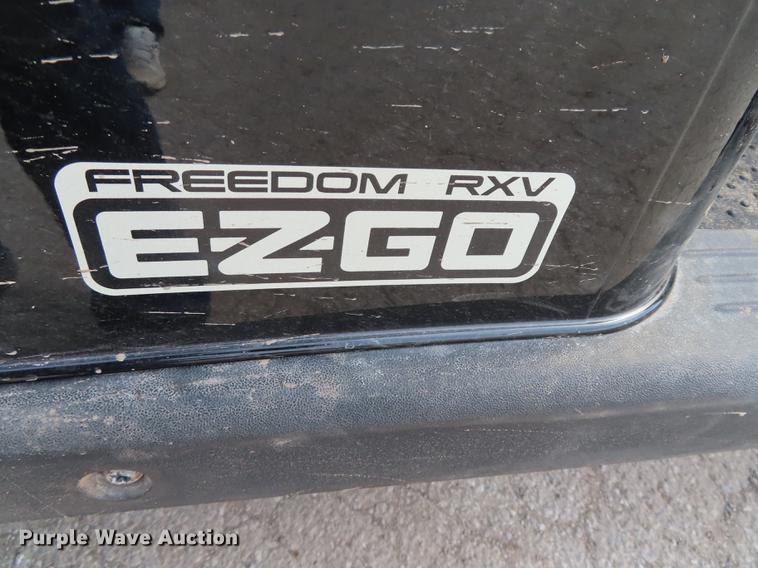 FREEDOM RXV
E-Z-GO
Purple Wave Auction